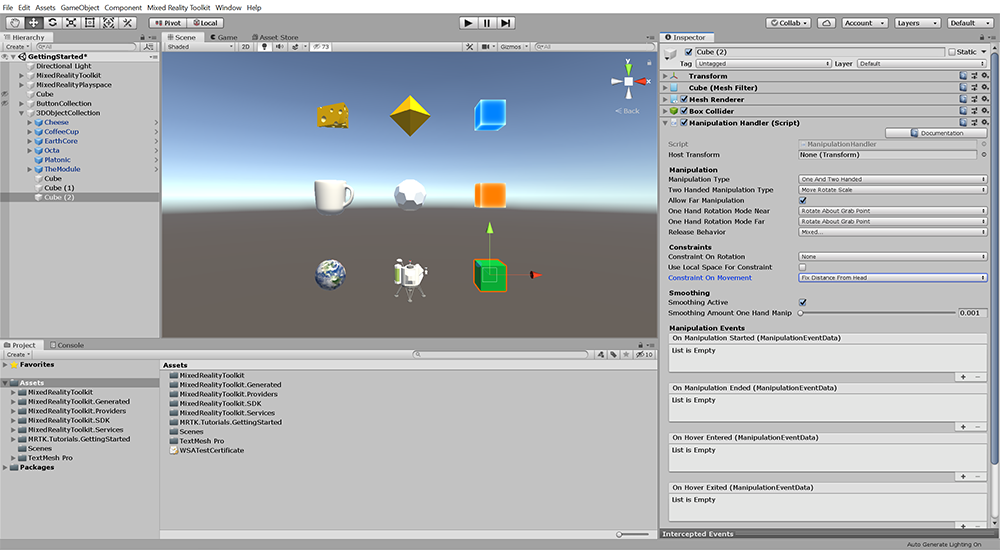 File Edit Assets GameObject Component Mixed Reality Toolkit Window Help
Pivot Local Collab Account Layers Default
Hierarchy
Create All
GettingStarted*
Directional Light
MixedRealityToolkit
MixedRealityPlayspace
Cube
ButtonCollection
3DObjectCollection
Cheese
CoffeeCup
EarthCore
Octa
Platonic
TheModule
Cube
Cube (1)
Cube (2)
Scene Game Asset Store
Shaded 2D 73 Gizmos All
y
x
Back
Inspector
Cube (2) Static
Tag Untagged Layer Default
Transform
Cube (Mesh Filter)
Mesh Renderer
Box Collider
Manipulation Handler (Script)
Documentation
Script ManipulationHandler
Host Transform None (Transform)
Manipulation
Manipulation Type One And Two Handed
Two Handed Manipulation Type Move Rotate Scale
Allow Far Manipulation
One Hand Rotation Mode Near Rotate About Grab Point
One Hand Rotation Mode Far Rotate About Grab Point
Release Behavior Mixed...
Constraints
Constraint On Rotation None
Use Local Space For Constraint
Constraint On Movement Fix Distance From Head
Smoothing
Smoothing Active
Smoothing Amount One Hand Manip 0.001
Manipulation Events
On Manipulation Started (ManipulationEventData)
List is Empty
On Manipulation Ended (ManipulationEventData)
List is Empty
On Hover Entered (ManipulationEventData)
List is Empty
On Hover Exited (ManipulationEventData)
List is Empty
Intercepted Events
Project Console
Create 10
Favorites
Assets
MixedRealityToolkit
MixedRealityToolkit.Generated
MixedRealityToolkit.Providers
MixedRealityToolkit.SDK
MixedRealityToolkit.Services
MRTK.Tutorials.GettingStarted
Scenes
TextMesh Pro
Packages
Assets
MixedRealityToolkit
MixedRealityToolkit.Generated
MixedRealityToolkit.Providers
MixedRealityToolkit.SDK
MixedRealityToolkit.Services
MRTK.Tutorials.GettingStarted
Scenes
TextMesh Pro
WSATestCertificate
Auto Generate Lighting On